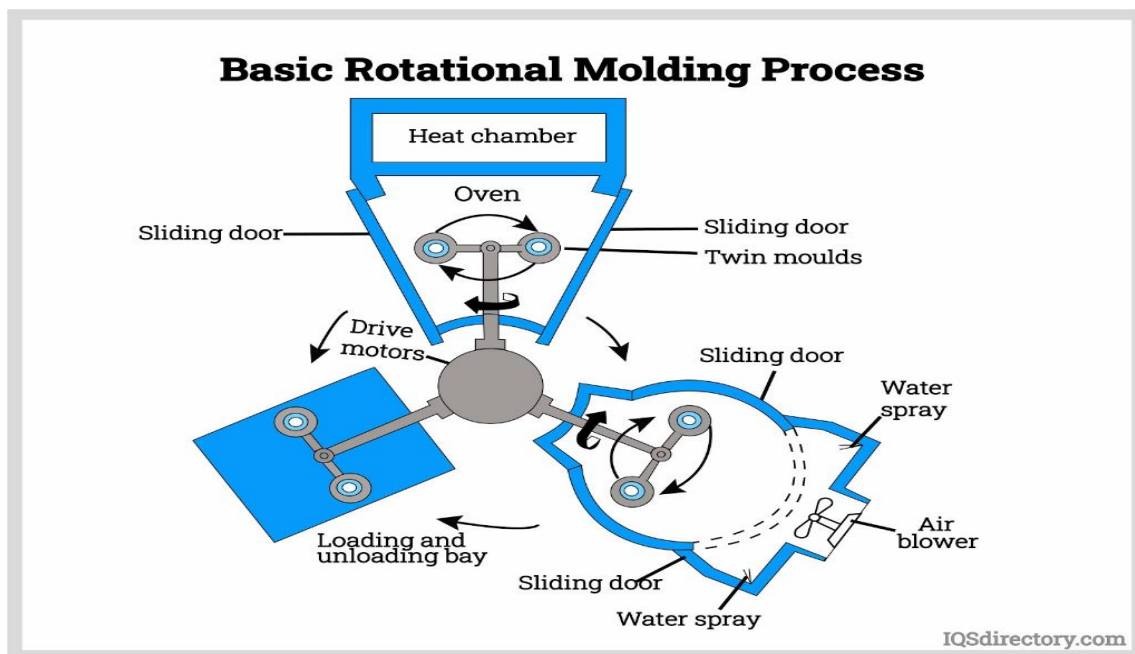 Basic Rotational Molding Process
Heat chamber
Oven
Sliding door
Sliding door
Twin moulds
Drive
motors
Sliding door
Water
spray
Air
blower
Loading and
unloading bay
Sliding door
Water spray
IQSdirectory.com